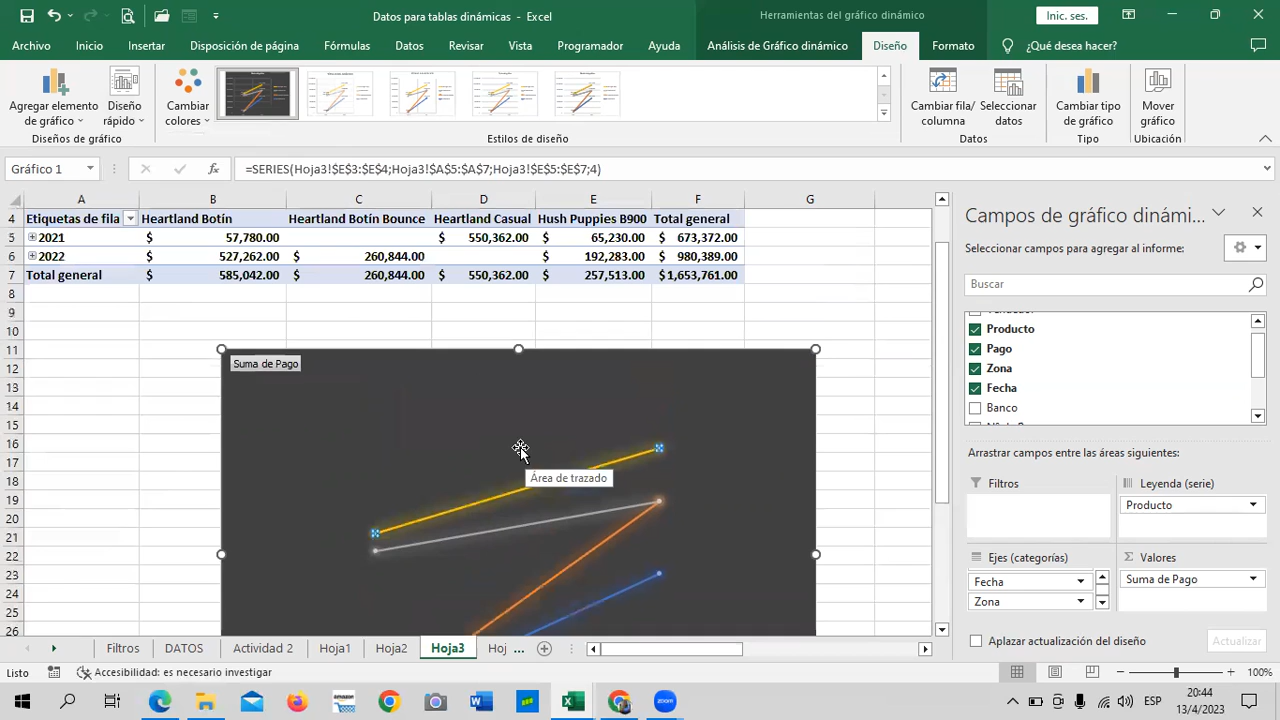 Datos para tablas dinámicas - Excel
Herramientas del gráfico dinámico
Inic. ses.
Archivo Inicio Insertar Disposición de página Fórmulas Datos Revisar Vista Programador Ayuda Análisis de Gráfico dinámico Diseño Formato ¿Qué desea hacer?
Agregar elemento de gráfico
Diseño rápido
Cambiar colores
Cambiar fila/ columna
Seleccionar datos
Cambiar tipo de gráfico
Mover gráfico
Diseños de gráfico Estilos de diseño Datos Tipo Ubicación
Gráfico 1
fx
=SERIES(Hoja3!$E$3:$E$4;Hoja3!$A$5:$A$7;Hoja3!$E$5:$E$7;4)
A B C D E F G
4 Etiquetas de fila Heartland Botín Heartland Botín Bounce Heartland Casual Hush Puppies B900 Total general
5 2021 $ 57,780.00 $ 550,362.00 $ 65,230.00 $ 673,372.00
6 2022 $ 527,262.00 $ 260,844.00 $ 192,283.00 $ 980,389.00
7 Total general $ 585,042.00 $ 260,844.00 $ 550,362.00 $ 257,513.00 $ 1,653,761.00
8
9
10
11
12
13
14
15
16
17
18
19
20
21
22
23
24
25
26
Suma de Pago
Área de trazado
Campos de gráfico dinámi...
Seleccionar campos para agregar al informe:
Buscar
Producto
Pago
Zona
Fecha
Banco
Arrastrar campos entre las áreas siguientes:
Filtros
Leyenda (serie)
Producto
Ejes (categorías)
Fecha
Zona
Valores
Suma de Pago
Aplazar actualización del diseño
Actualizar
Filtros DATOS Actividad 2 Hoja1 Hoja2 Hoja3 Hoj ...
Listo
Accesibilidad: es necesario investigar
100%
amazon
zoom
ESP
20:44
13/4/2023